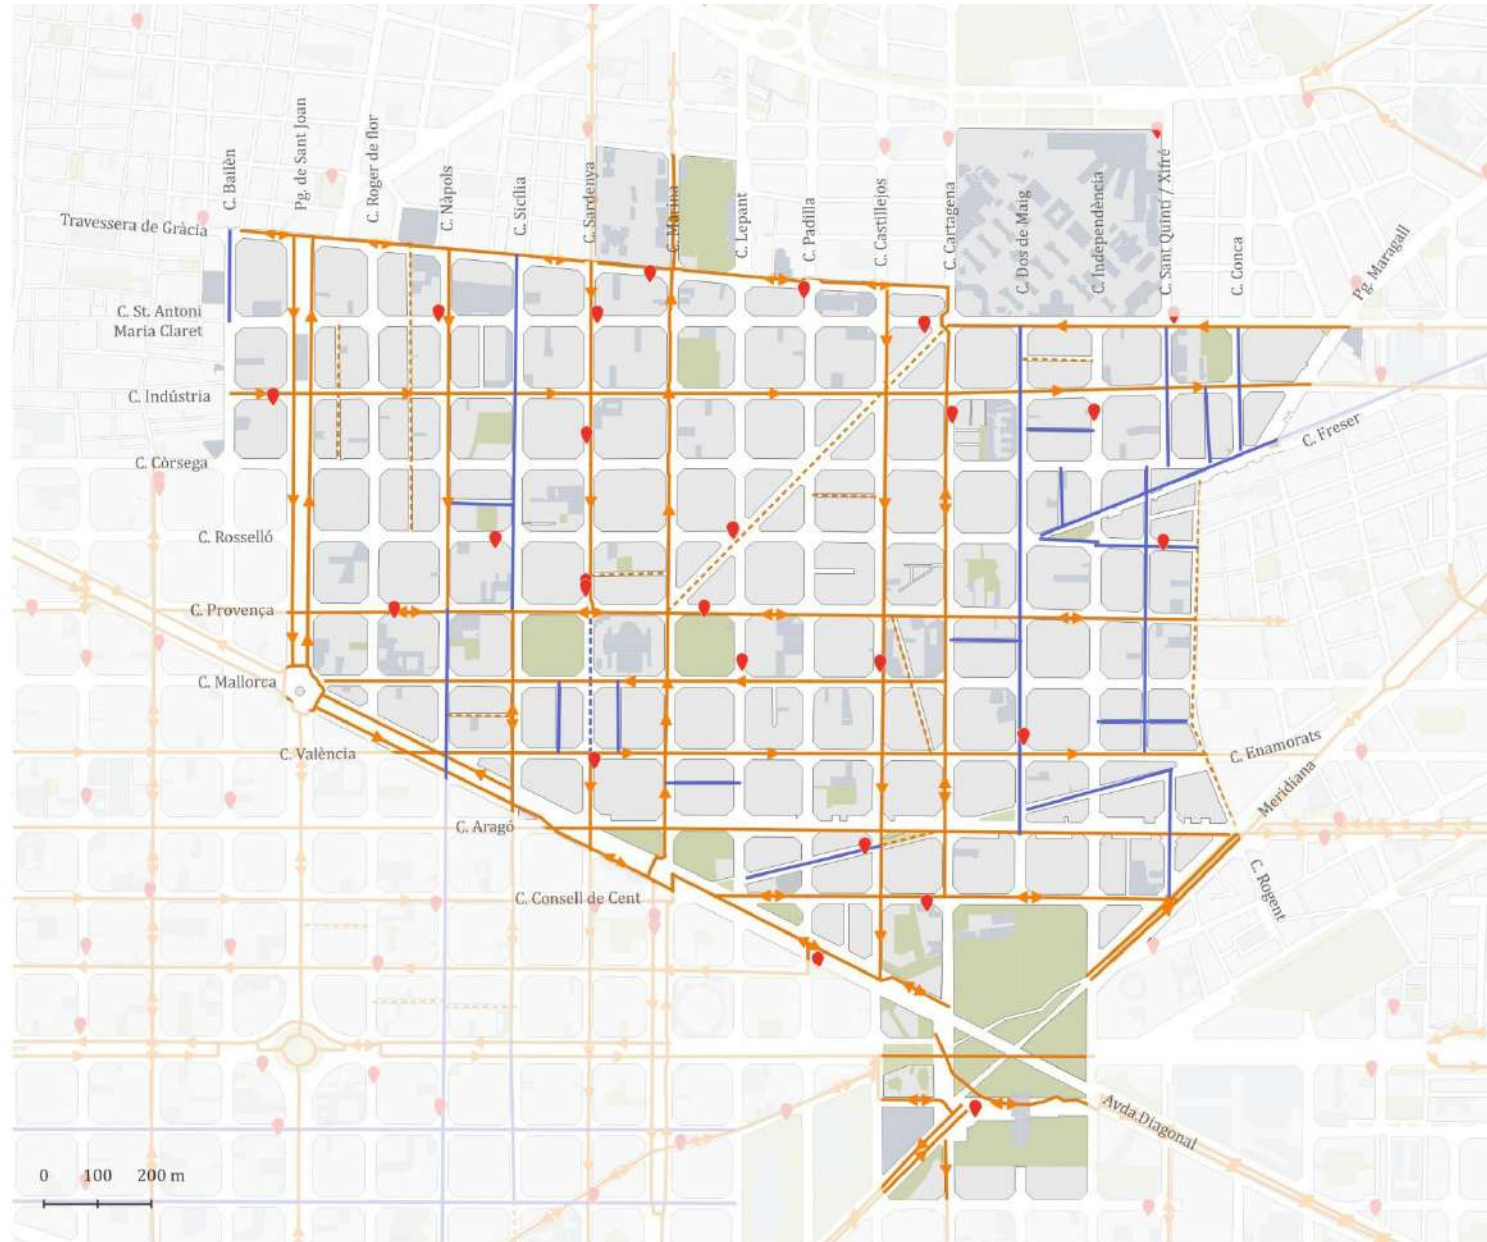 C. Bailèn
Pg. de Sant Joan
C. Roger de flor
C. Nàpols
C. Sicília
C. Sardenya
C. Marina
C. Lepant
C. Padilla
C. Castillejos
C. Cartagena
C. Dos de Maig
C. Independència
C. Sant Quintí / Xifré
C. Conca
Pg. Maragall
Travessera de Gràcia
C. St. Antoni
Maria Claret
C. Indústria
C. Freser
C. Còrsega
C. Rosselló
C. Provença
C. Mallorca
C. València
C. Enamorats
Meridiana
C. Aragó
C. Rogent
C. Consell de Cent
Avda.Diagonal
0 100 200 m